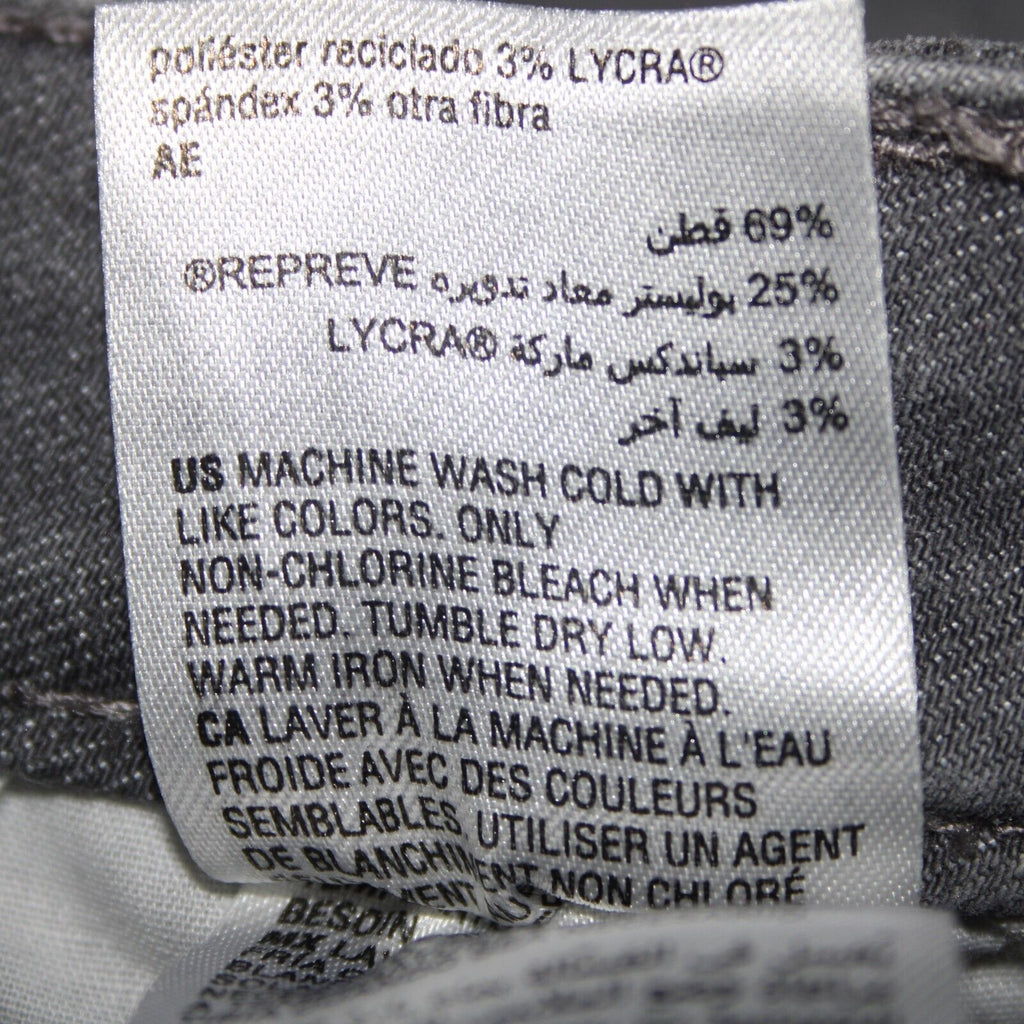 poliéster reciclado 3% LYCRA®
spándex 3% otra fibra
AE
69% قطن
25% بوليستر معاد تدويره REPREVE®
3% سباندكس ماركة LYCRA®
3% ليف آخر
US MACHINE WASH COLD WITH
LIKE COLORS. ONLY
NON-CHLORINE BLEACH WHEN
NEEDED. TUMBLE DRY LOW.
WARM IRON WHEN NEEDED.
CA LAVER À LA MACHINE À L'EAU
FROIDE AVEC DES COULEURS
SEMBLABLES. UTILISER UN AGENT
DE BLANCHIMENT NON CHLORÉ
BESOIN
MX